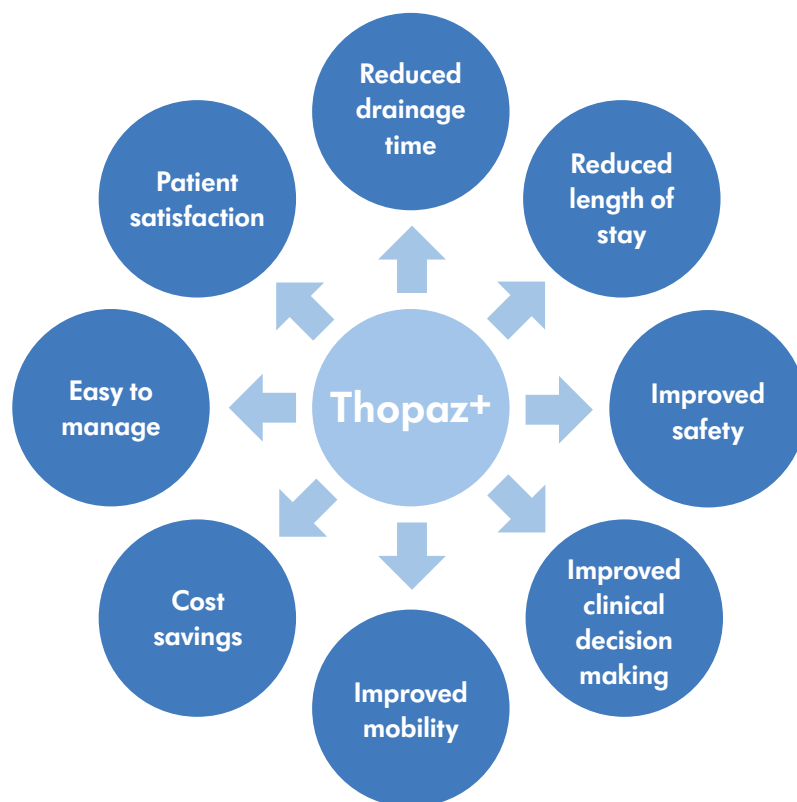 Reduced
drainage
time
Reduced
length of
stay
Improved
safety
Improved
clinical
decision
making
Improved
mobility
Cost
savings
Easy to
manage
Patient
satisfaction
Thopaz+